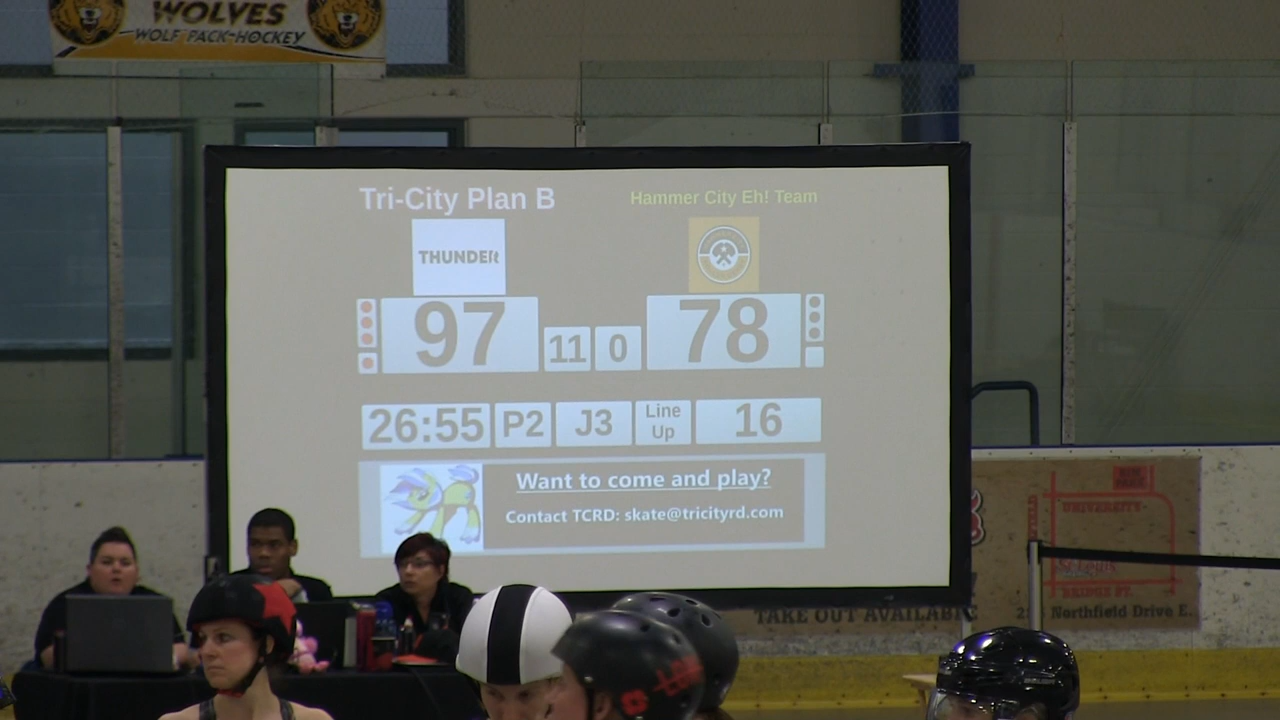 WOLVES
WOLF PACK HOCKEY
Tri-City Plan B
Hammer City Eh! Team
THUNDER
97
11
0
78
26:55
P2
J3
Line
Up
16
Want to come and play?
Contact TCRD: skate@tricityrd.com
UNIVERSITY
BRIDGE ST.
TAKE OUT AVAILABLE
Northfield Drive E.